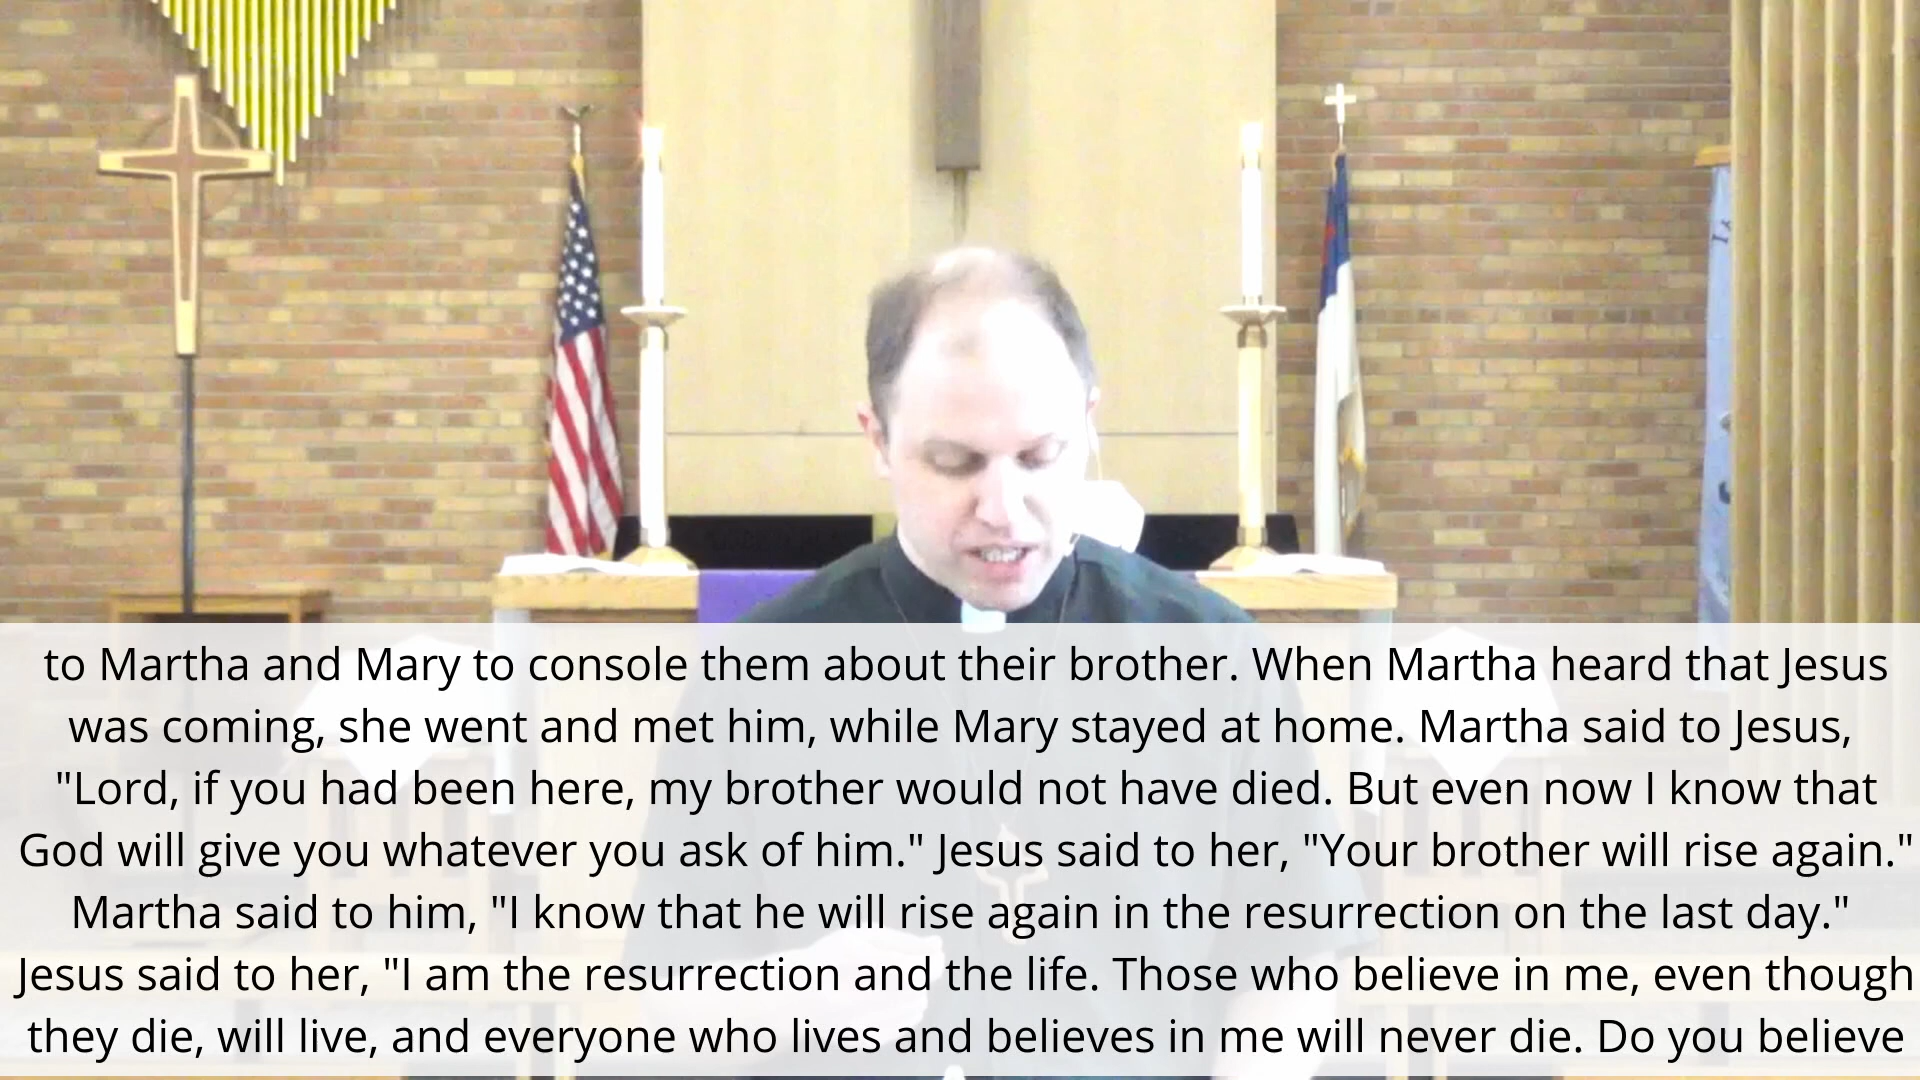 to Martha and Mary to console them about their brother. When Martha heard that Jesus
was coming, she went and met him, while Mary stayed at home. Martha said to Jesus,
"Lord, if you had been here, my brother would not have died. But even now I know that
God will give you whatever you ask of him." Jesus said to her, "Your brother will rise again."
Martha said to him, "I know that he will rise again in the resurrection on the last day."
Jesus said to her, "I am the resurrection and the life. Those who believe in me, even though
they die, will live, and everyone who lives and believes in me will never die. Do you believe